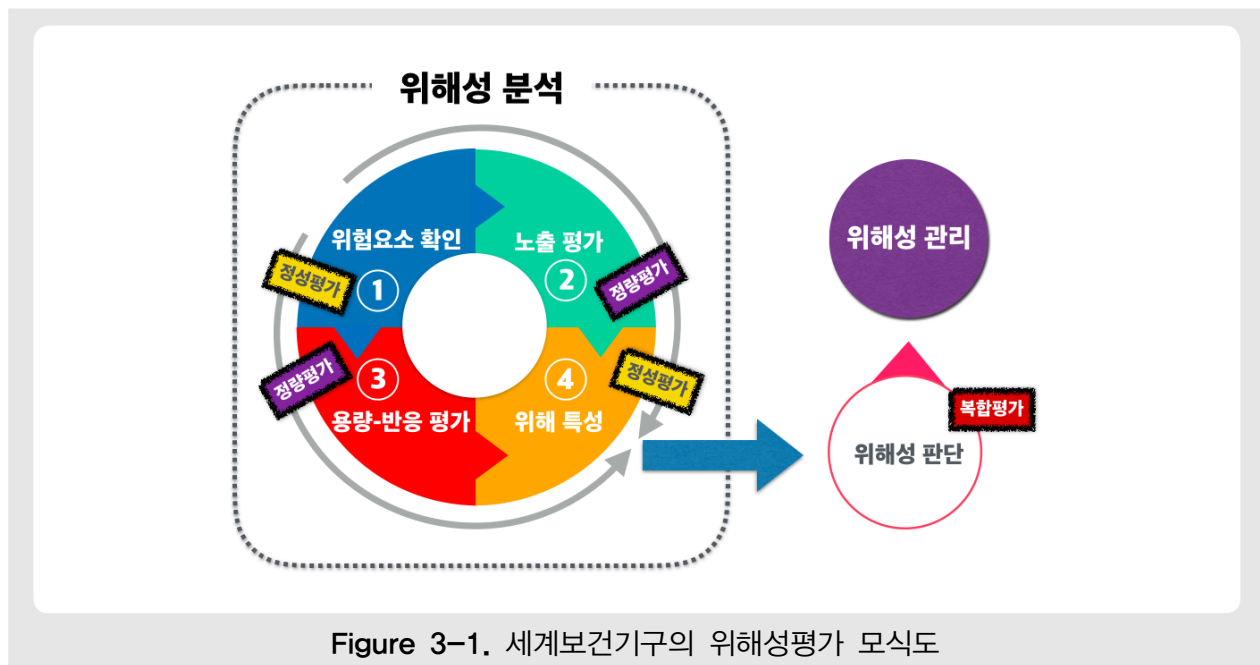 위해성 분석
위험요소 확인
정성평가
①
노출 평가
②
정량평가
정량평가
③
용량-반응 평가
④
정성평가
위해 특성
위해성 관리
복합평가
위해성 판단
Figure 3-1. 세계보건기구의 위해성평가 모식도